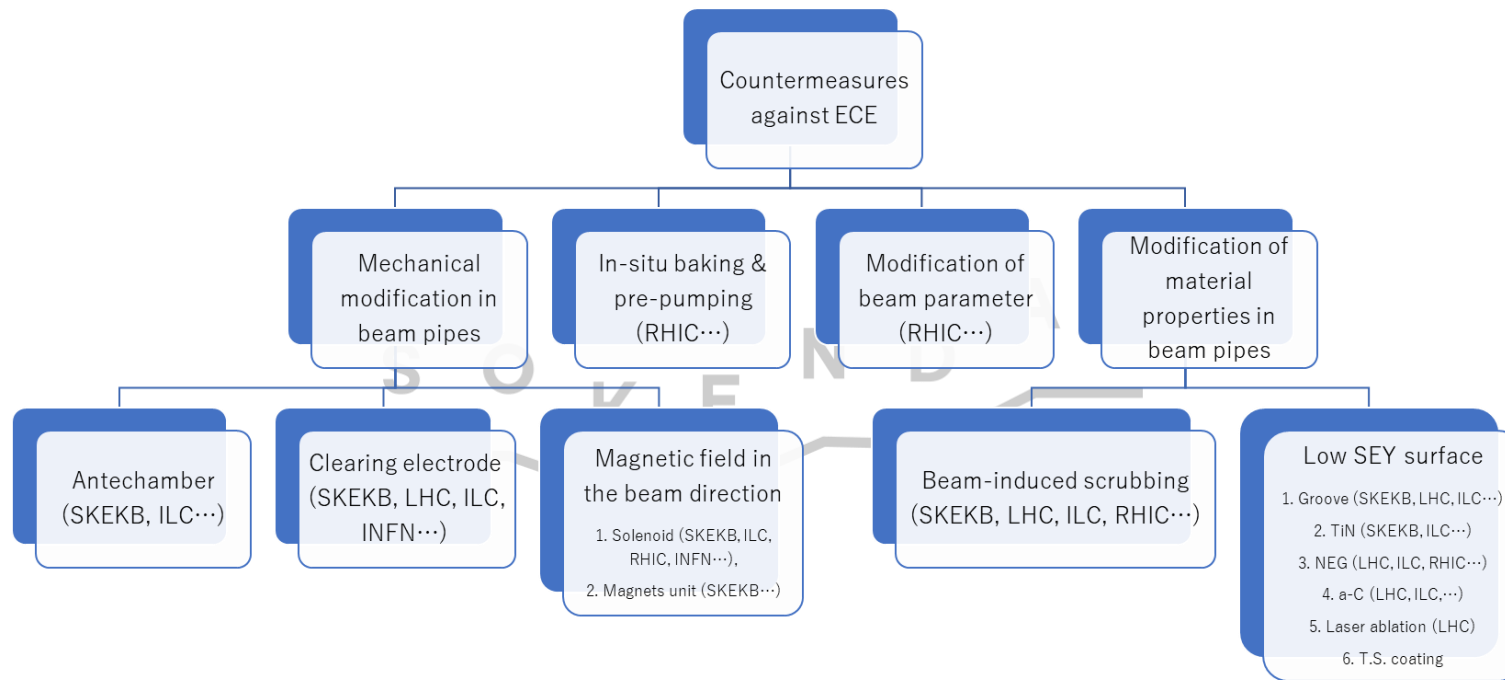 Countermeasures
against ECE
Mechanical
modification in
beam pipes
In-situ baking &
pre-pumping
(RHIC⋯)
Modification of
beam parameter
(RHIC⋯)
Modification of
material
properties in
beam pipes
Antechamber
(SKEKB, ILC⋯)
Clearing electrode
(SKEKB, LHC, ILC,
INFN⋯)
Magnetic field in
the beam direction
1. Solenoid (SKEKB, ILC,
RHIC, INFN⋯),
2. Magnets unit (SKEKB⋯)
Beam-induced scrubbing
(SKEKB, LHC, ILC, RHIC⋯)
Low SEY surface
1. Groove (SKEKB, LHC, ILC⋯)
2. TiN (SKEKB, ILC⋯)
3. NEG (LHC, ILC, RHIC⋯)
4. a-C (LHC, ILC,⋯)
5. Laser ablation (LHC)
6. T.S. coating
SOKENDA